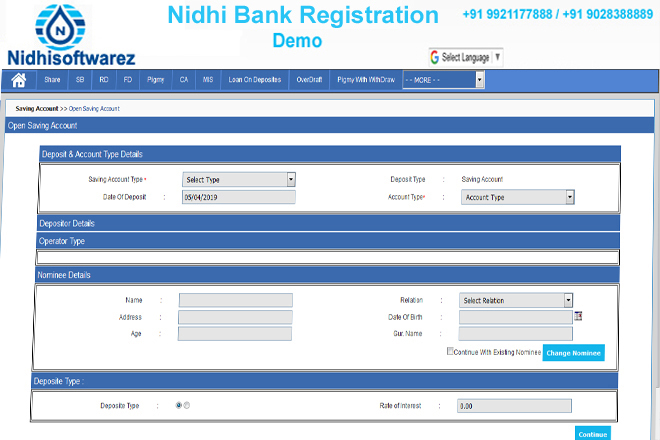 Nidhi Bank Registration
+91 9921177888 / +91 9028388889
Demo
N
Nidhisoftwarez
G Select Language ▼
Share SB RD FD Pigmy CA MIS Loan On Deposites OverDraft Pigmy With WithDraw -- MORE --
Saving Account >> Open Saving Account
Open Saving Account
Deposit & Account Type Details
Saving Account Type * Select Type Deposit Type : Saving Account
Date Of Deposit : 05/04/2019 Account Type* : Account Type
Depositor Details
Operator Type
Nominee Details
Name : Relation : Select Relation
Address : Date Of Birth :
Age : Gur. Name :
Continue With Existing Nominee Change Nominee
Deposite Type :
Deposite Type : Rate of Interest : 0.00
Continue